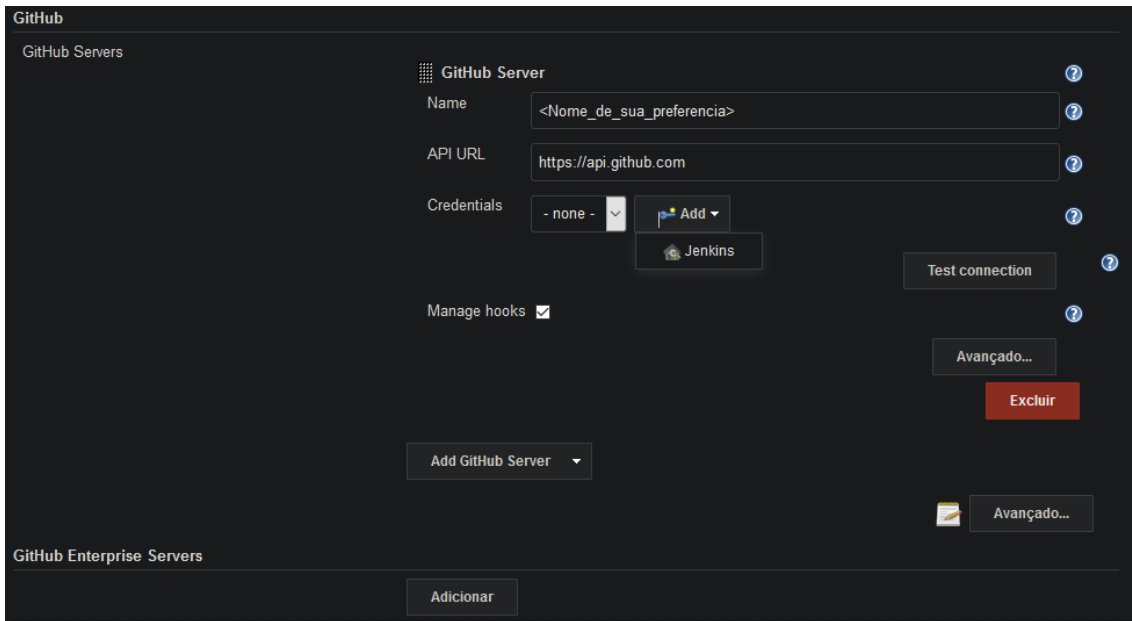 GitHub
GitHub Servers
GitHub Server
Name
<Nome_de_sua_preferencia>
API URL
https://api.github.com
Credentials
- none -
Add
Jenkins
Test connection
Manage hooks
Avançado...
Excluir
Add GitHub Server
Avançado...
GitHub Enterprise Servers
Adicionar